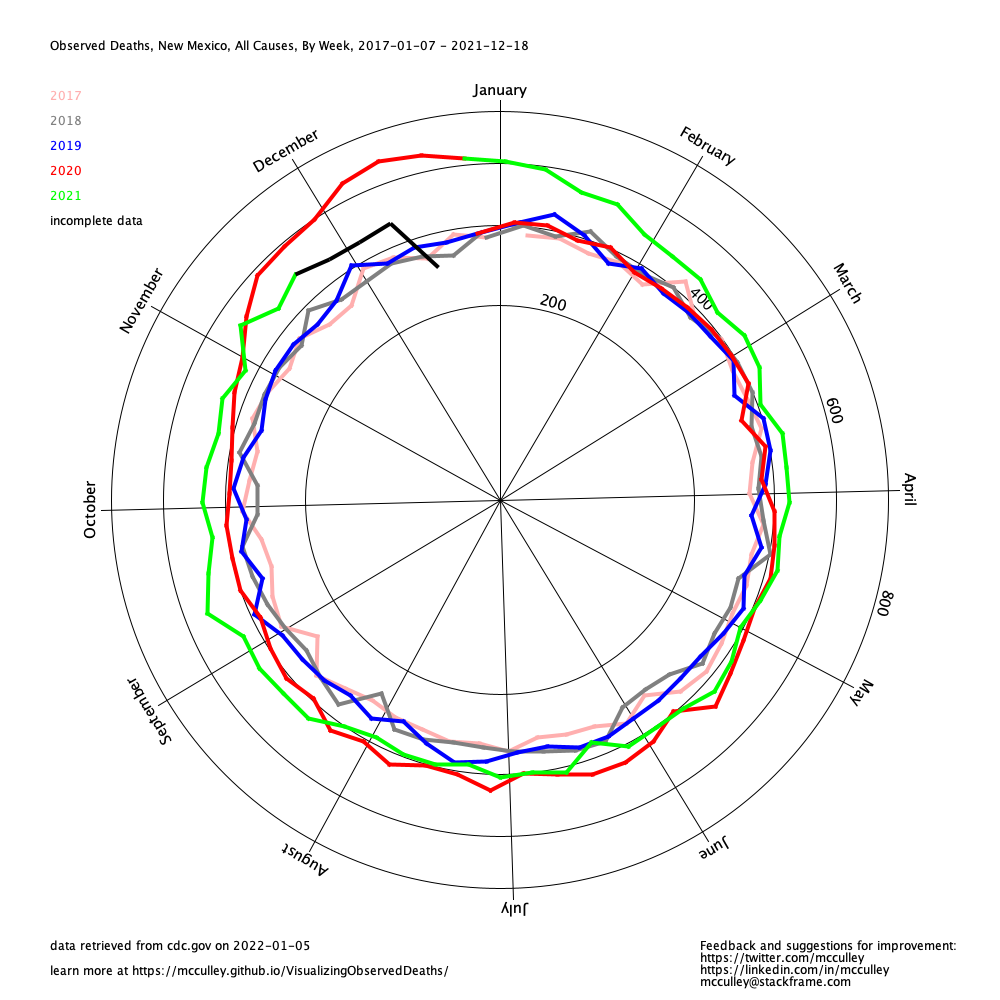 Observed Deaths, New Mexico, All Causes, By Week, 2017-01-07 - 2021-12-18
2017
2018
2019
2020
2021
incomplete data
January
February
March
April
May
June
July
August
September
October
November
December
200
400
600
800
data retrieved from cdc.gov on 2022-01-05
learn more at https://mcculley.github.io/VisualizingObservedDeaths/
Feedback and suggestions for improvement:
https://twitter.com/mcculley
https://linkedin.com/in/mcculley
mcculley@stackframe.com